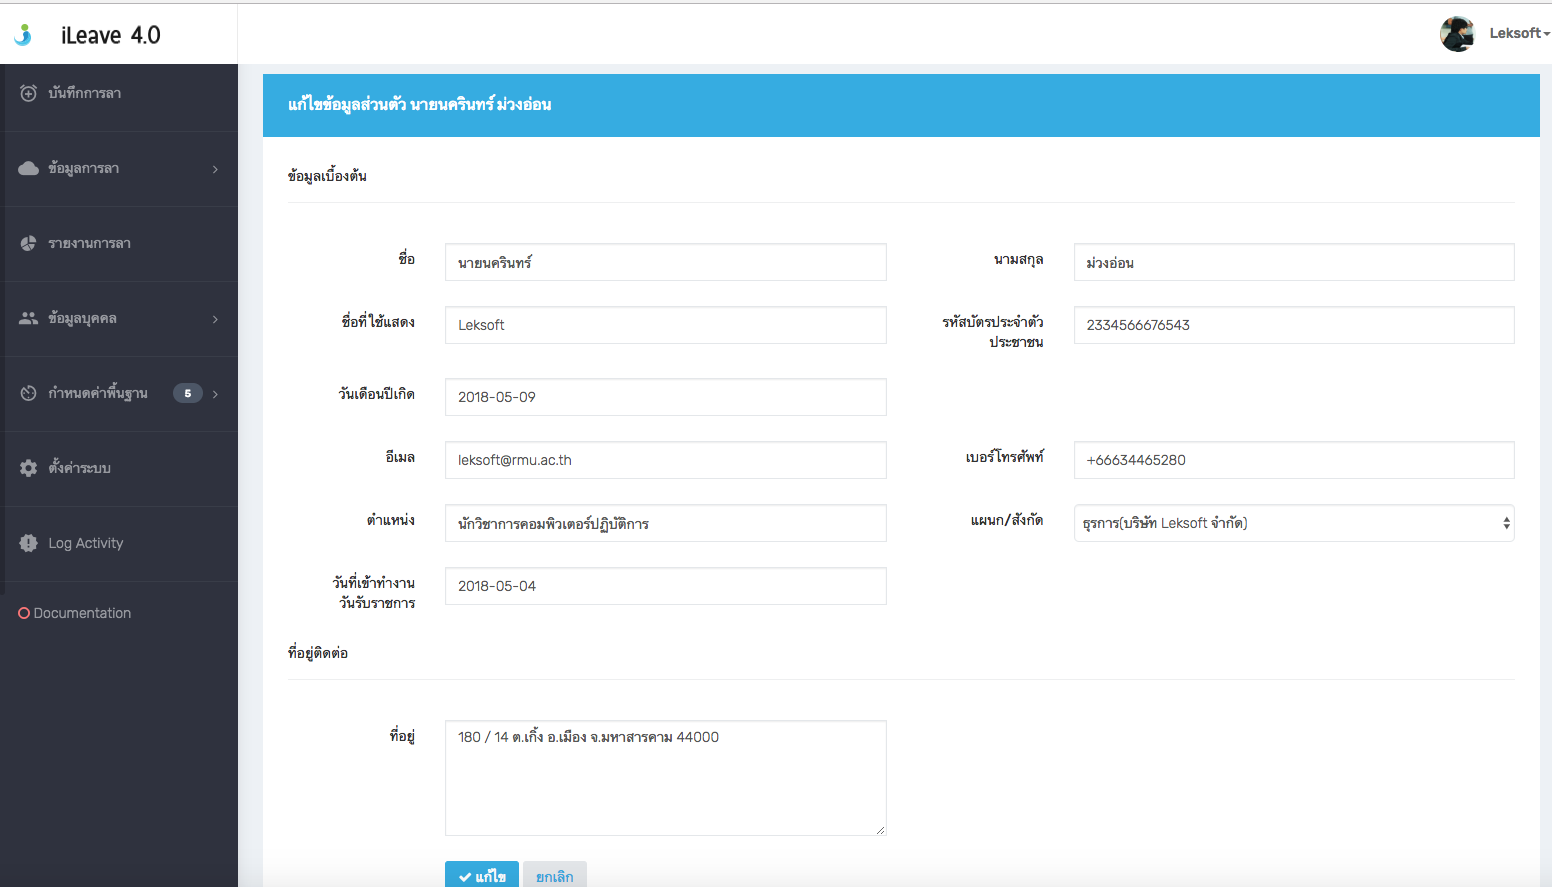 iLeave 4.0
Leksoft
บันทึกการลา
ข้อมูลการลา
รายงานการลา
ข้อมูลบุคคล
กำหนดค่าพื้นฐาน 5
ตั้งค่าระบบ
Log Activity
Documentation
แก้ไขข้อมูลส่วนตัว นายนครินทร์ ม่วงอ่อน
ข้อมูลเบื้องต้น
ชื่อ นายนครินทร์ นามสกุล ม่วงอ่อน
ชื่อที่ใช้แสดง Leksoft รหัสบัตรประจำตัว 2334566676543
ประชาชน
วันเดือนปีเกิด 2018-05-09
อีเมล leksoft@rmu.ac.th เบอร์โทรศัพท์ +66634465280
ตำแหน่ง นักวิชาการคอมพิวเตอร์ปฏิบัติการ แผนก/สังกัด ธุรการ(บริษัท Leksoft จำกัด)
วันที่เข้าทำงาน 2018-05-04
วันรับราชการ
ที่อยู่ติดต่อ
ที่อยู่ 180 / 14 ต.เกิ้ง อ.เมือง จ.มหาสารคาม 44000
แก้ไข ยกเลิก